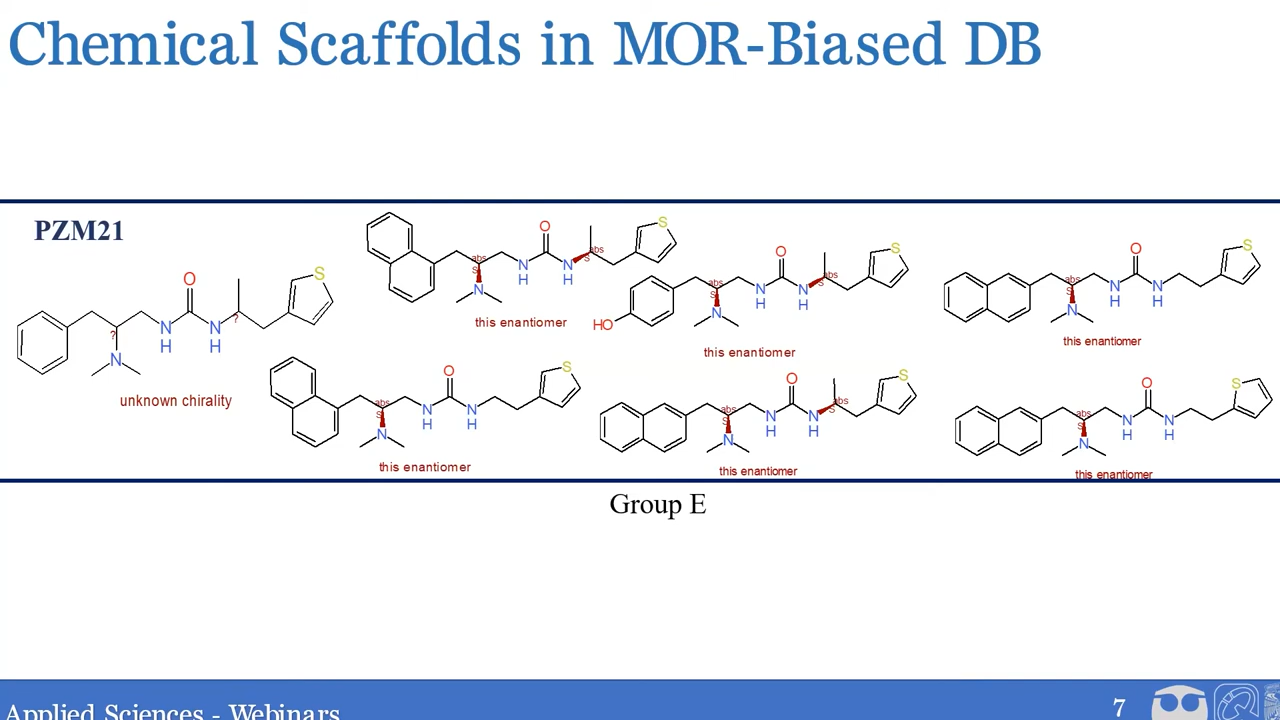 Chemical Scaffolds in MOR-Biased DB
PZM21
unknown chirality
this enantiomer
HO
this enantiomer
this enantiomer
this enantiomer
this enantiomer
this enantiomer
Group E
Applied Sciences - Webinars
7